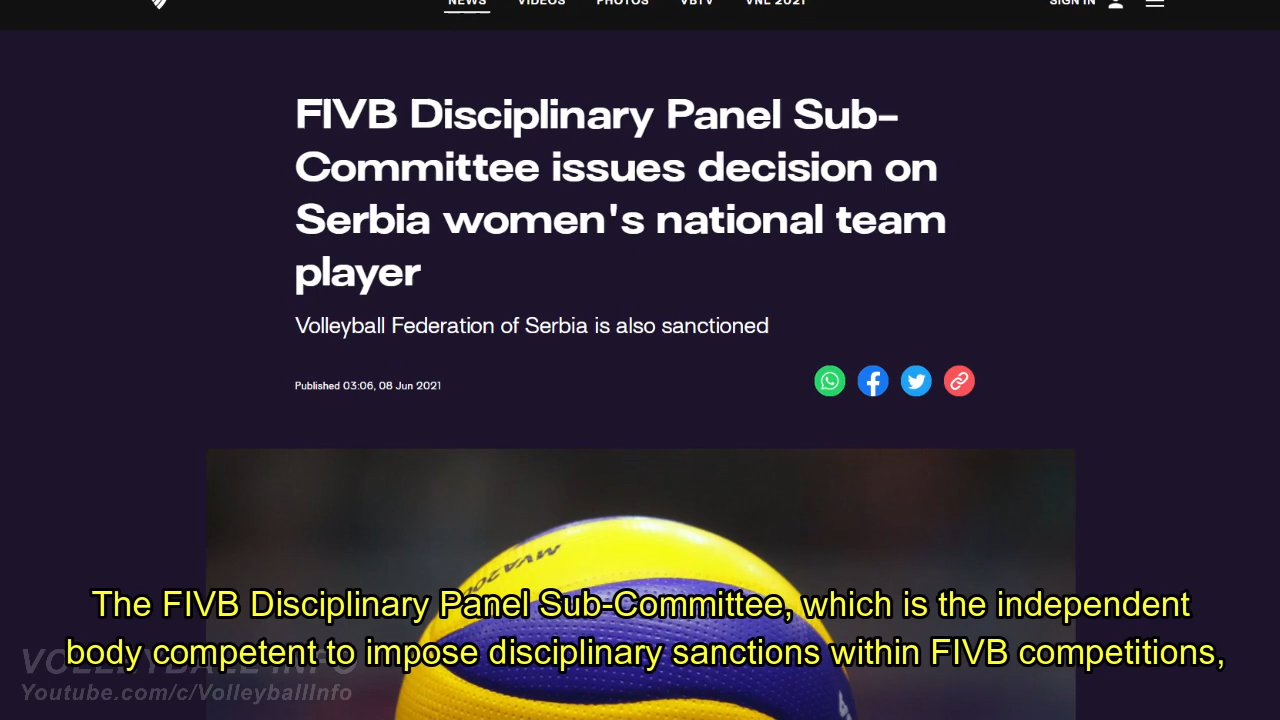 NEWS VIDEOS PHOTOS VBTV VNL 2021 SIGN IN
FIVB Disciplinary Panel Sub-
Committee issues decision on
Serbia women's national team
player
Volleyball Federation of Serbia is also sanctioned
Published 03:06, 08 Jun 2021
The FIVB Disciplinary Panel Sub-Committee, which is the independent
body competent to impose disciplinary sanctions within FIVB competitions,
VOLLEYBALL INFO
Youtube.com/c/VolleyballInfo